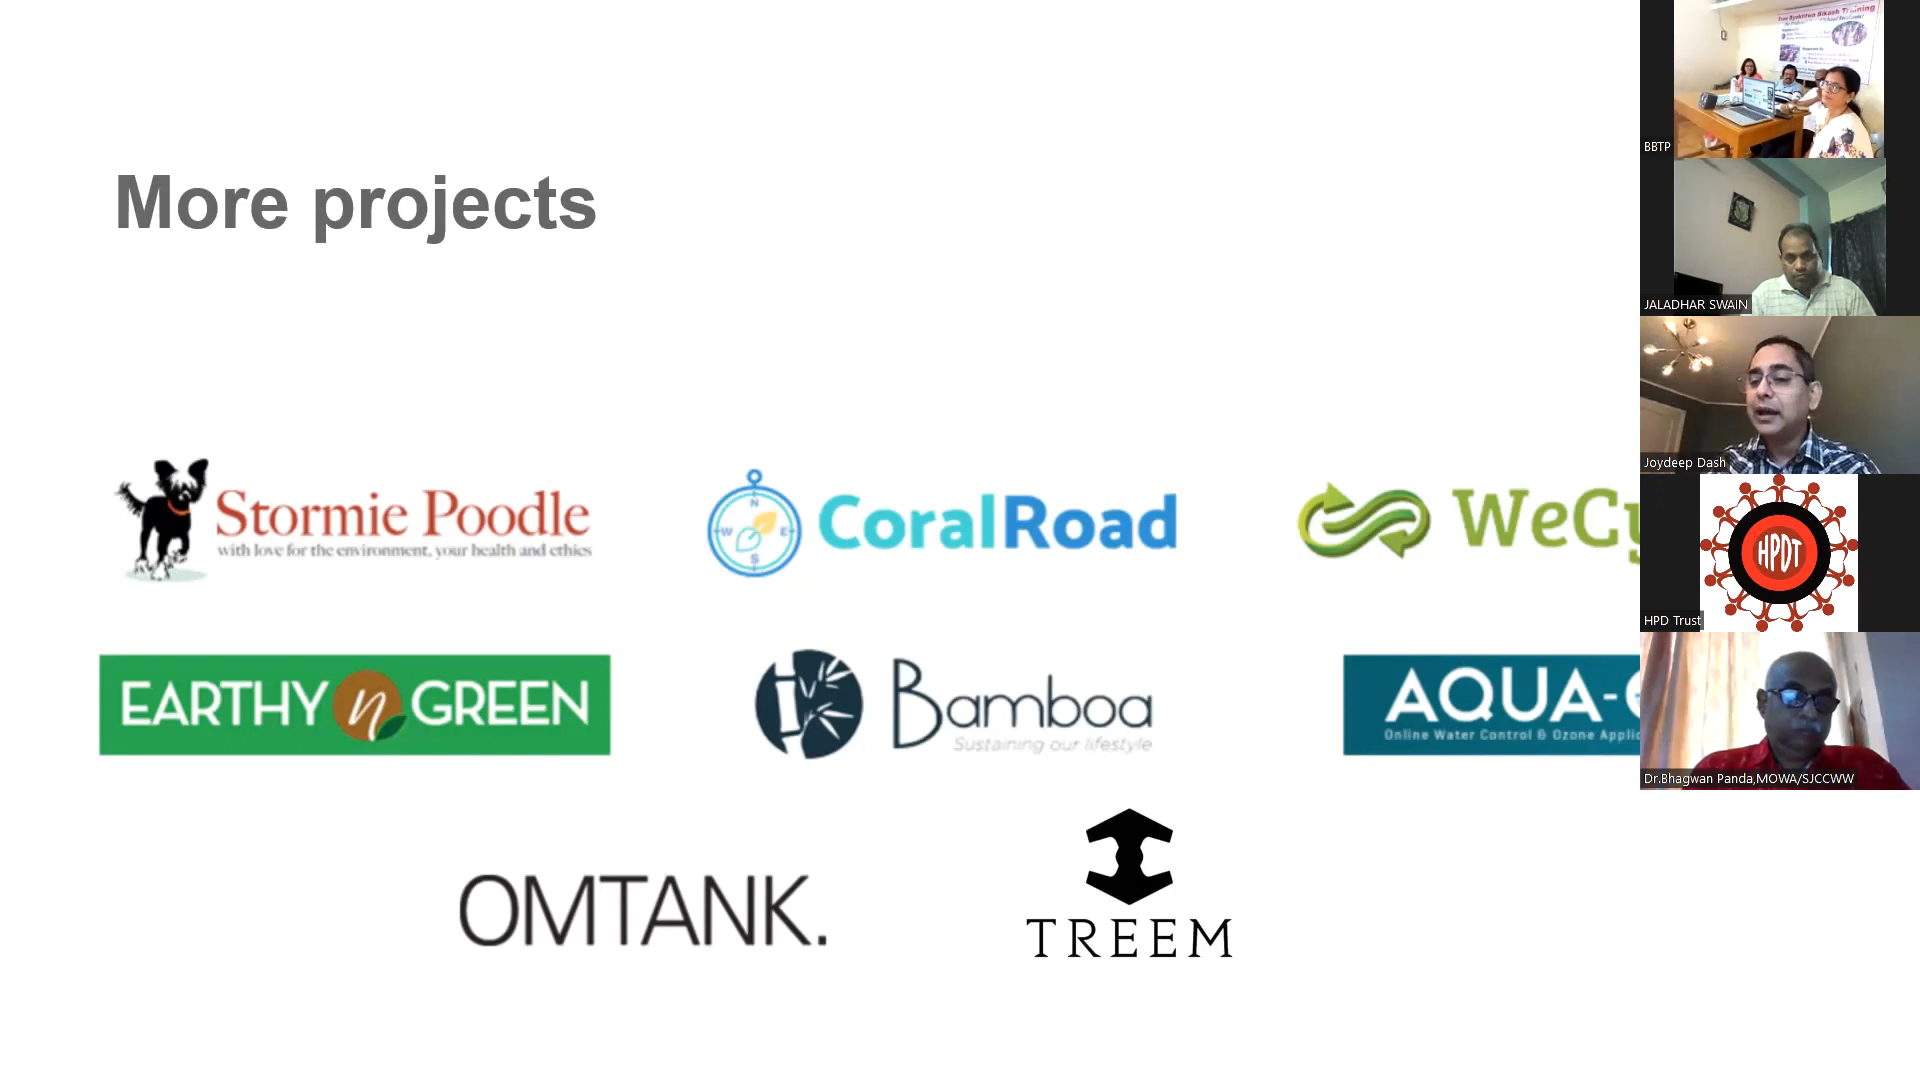 More projects
Stormie Poodle
with love for the environment, your health and ethics
CoralRoad
WeCy
EARTHY n GREEN
Bamboa
Sustaining our lifestyle
AQUA-
Online Water Control & Ozone Applic
OMTANK.
TREEM
BBTP
JALADHAR SWAIN
Joydeep Dash
HPDT
HPD Trust
Dr.Bhagwan Panda,MOWA/SJCCWW